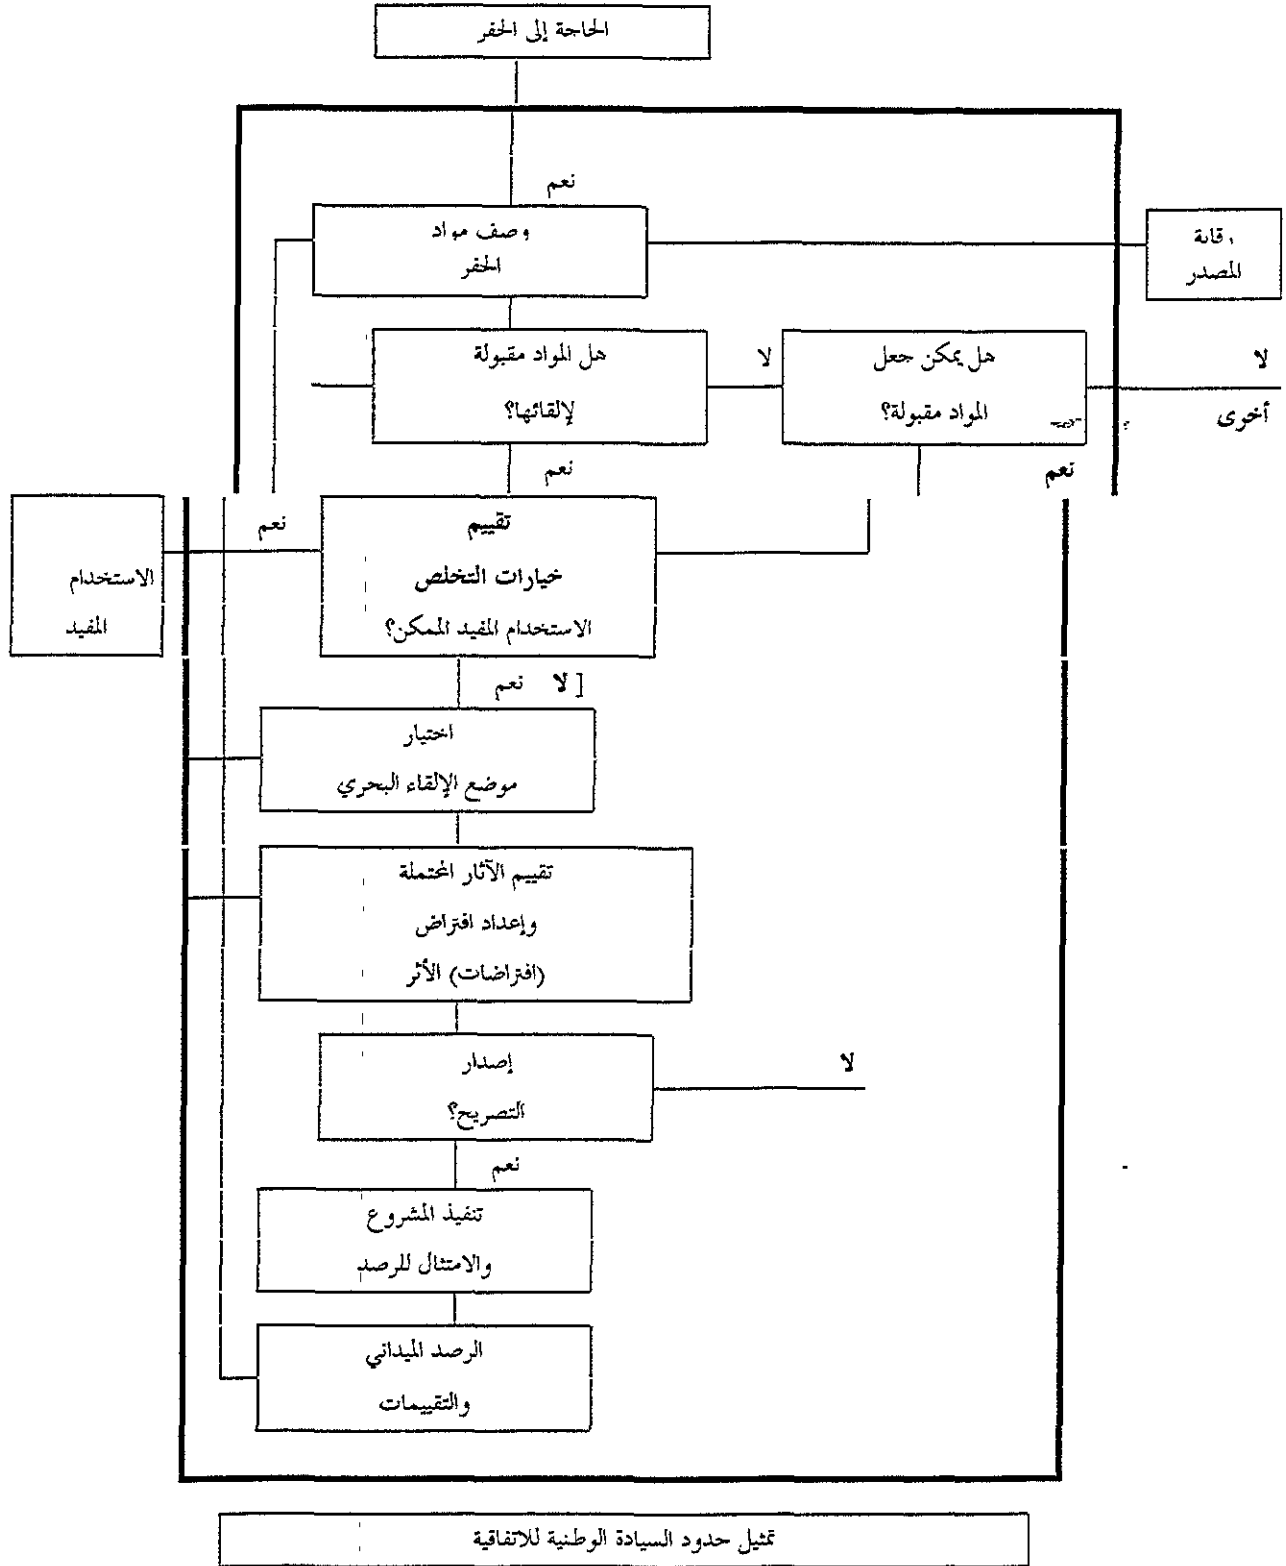 الحاجة إلى الحفر
نعم
وصف مواد
الحفر
رقابة
المصدر
هل المواد مقبولة
لإلقائها؟
لا
هل يمكن جعل
المواد مقبولة؟
لا
أخرى
نعم
نعم
تقييم
خيارات التخلص
الاستخدام المفيد الممكن؟
نعم
الاستخدام
المفيد
[ لا نعم
اختيار
موضع الإلقاء البحري
تقييم الآثار المحتملة
وإعداد افتراض
(افتراضات) الأثر
إصدار
التصريح؟
لا
نعم
تنفيذ المشروع
والامتثال للرصد
الرصد الميداني
والتقييمات
تمثيل حدود السيادة الوطنية للاتفاقية